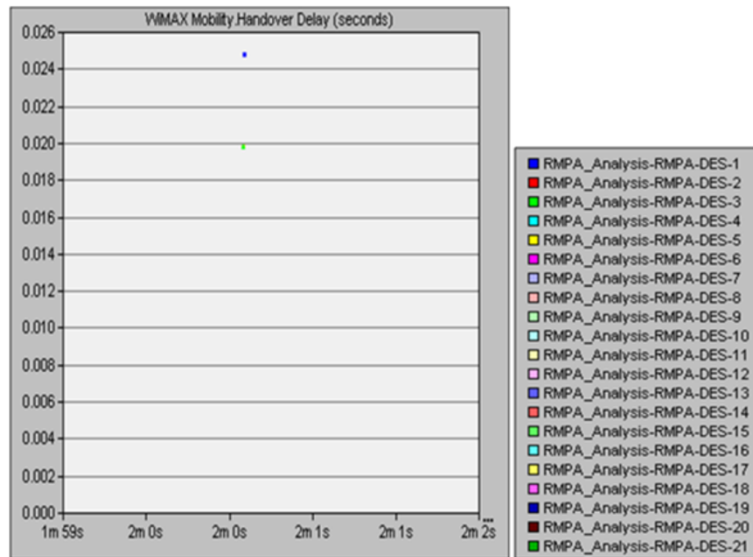 WiMAX Mobility.Handover Delay (seconds)
0.026
0.024
0.022
0.020
0.018
0.016
0.014
0.012
0.010
0.008
0.006
0.004
0.002
0.000
1m 59s 2m 0s 2m 0s 2m 1s 2m 1s 2m 2s
...
RMPA_Analysis-RMPA-DES-1
RMPA_Analysis-RMPA-DES-2
RMPA_Analysis-RMPA-DES-3
RMPA_Analysis-RMPA-DES-4
RMPA_Analysis-RMPA-DES-5
RMPA_Analysis-RMPA-DES-6
RMPA_Analysis-RMPA-DES-7
RMPA_Analysis-RMPA-DES-8
RMPA_Analysis-RMPA-DES-9
RMPA_Analysis-RMPA-DES-10
RMPA_Analysis-RMPA-DES-11
RMPA_Analysis-RMPA-DES-12
RMPA_Analysis-RMPA-DES-13
RMPA_Analysis-RMPA-DES-14
RMPA_Analysis-RMPA-DES-15
RMPA_Analysis-RMPA-DES-16
RMPA_Analysis-RMPA-DES-17
RMPA_Analysis-RMPA-DES-18
RMPA_Analysis-RMPA-DES-19
RMPA_Analysis-RMPA-DES-20
RMPA_Analysis-RMPA-DES-21